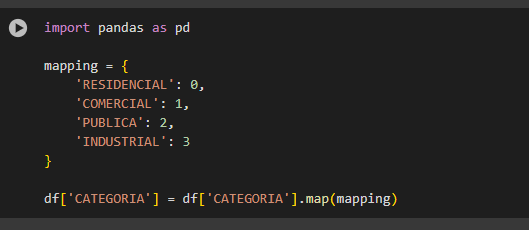 import pandas as pd
mapping = {
    'RESIDENCIAL': 0,
    'COMERCIAL': 1,
    'PUBLICA': 2,
    'INDUSTRIAL': 3
}
df['CATEGORIA'] = df['CATEGORIA'].map(mapping)